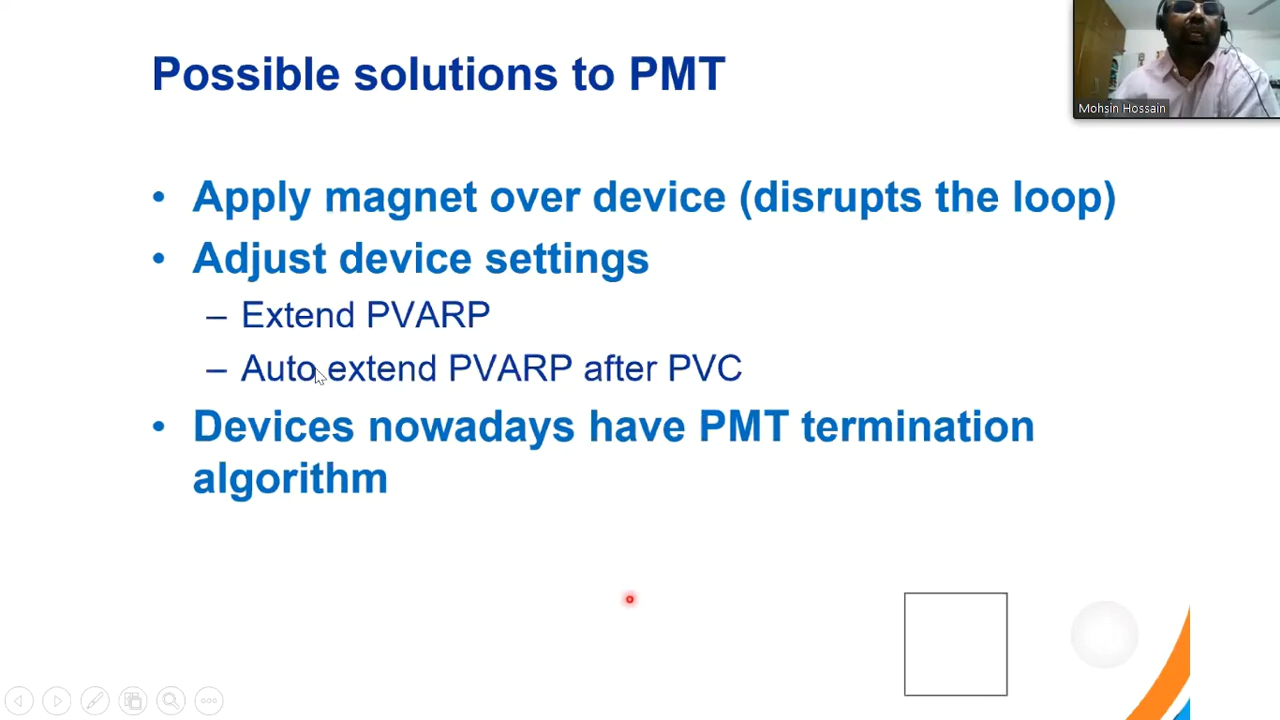 Possible solutions to PMT
Mohsin Hossain
• Apply magnet over device (disrupts the loop)
• Adjust device settings
– Extend PVARP
– Auto extend PVARP after PVC
• Devices nowadays have PMT termination
algorithm